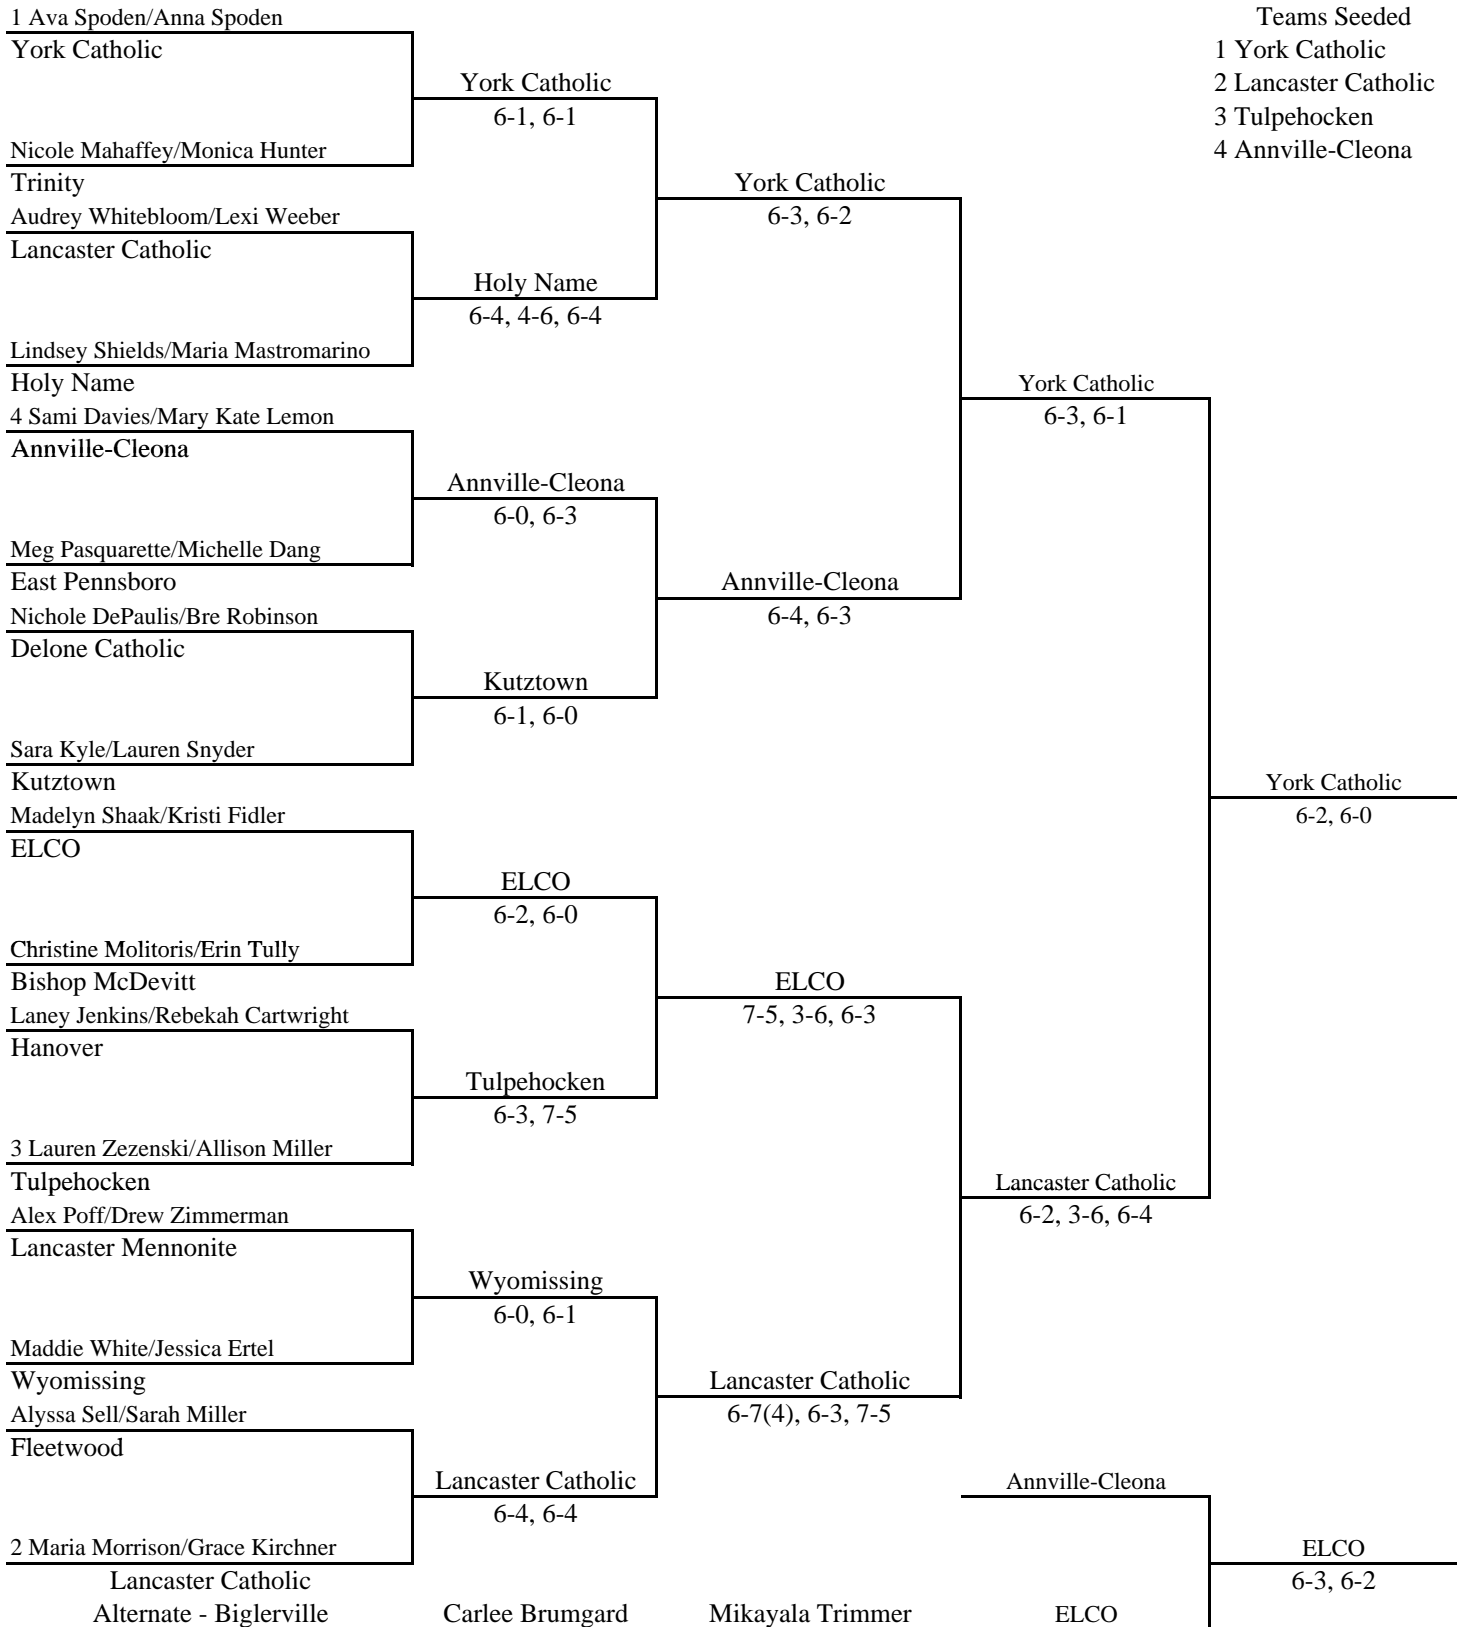 1 Ava Spoden/Anna Spoden
Teams Seeded
York Catholic
1 York Catholic
York Catholic
2 Lancaster Catholic
6-1, 6-1
3 Tulpehocken
Nicole Mahaffey/Monica Hunter
4 Annville-Cleona
Trinity
York Catholic
Audrey Whitebloom/Lexi Weeber
6-3, 6-2
Lancaster Catholic
Holy Name
6-4, 4-6, 6-4
Lindsey Shields/Maria Mastromarino
Holy Name
York Catholic
4 Sami Davies/Mary Kate Lemon
6-3, 6-1
Annville-Cleona
Annville-Cleona
6-0, 6-3
Meg Pasquarette/Michelle Dang
East Pennsboro
Annville-Cleona
Nichole DePaulis/Bre Robinson
6-4, 6-3
Delone Catholic
Kutztown
6-1, 6-0
Sara Kyle/Lauren Snyder
Kutztown
York Catholic
Madelyn Shaak/Kristi Fidler
6-2, 6-0
ELCO
ELCO
6-2, 6-0
Christine Molitoris/Erin Tully
Bishop McDevitt
ELCO
Laney Jenkins/Rebekah Cartwright
7-5, 3-6, 6-3
Hanover
Tulpehocken
6-3, 7-5
3 Lauren Zezenski/Allison Miller
Tulpehocken
Lancaster Catholic
Alex Poff/Drew Zimmerman
6-2, 3-6, 6-4
Lancaster Mennonite
Wyomissing
6-0, 6-1
Maddie White/Jessica Ertel
Wyomissing
Lancaster Catholic
Alyssa Sell/Sarah Miller
6-7(4), 6-3, 7-5
Fleetwood
Lancaster Catholic
Annville-Cleona
6-4, 6-4
2 Maria Morrison/Grace Kirchner
ELCO
Lancaster Catholic
6-3, 6-2
Alternate - Biglerville Carlee Brumgard Mikayala Trimmer ELCO